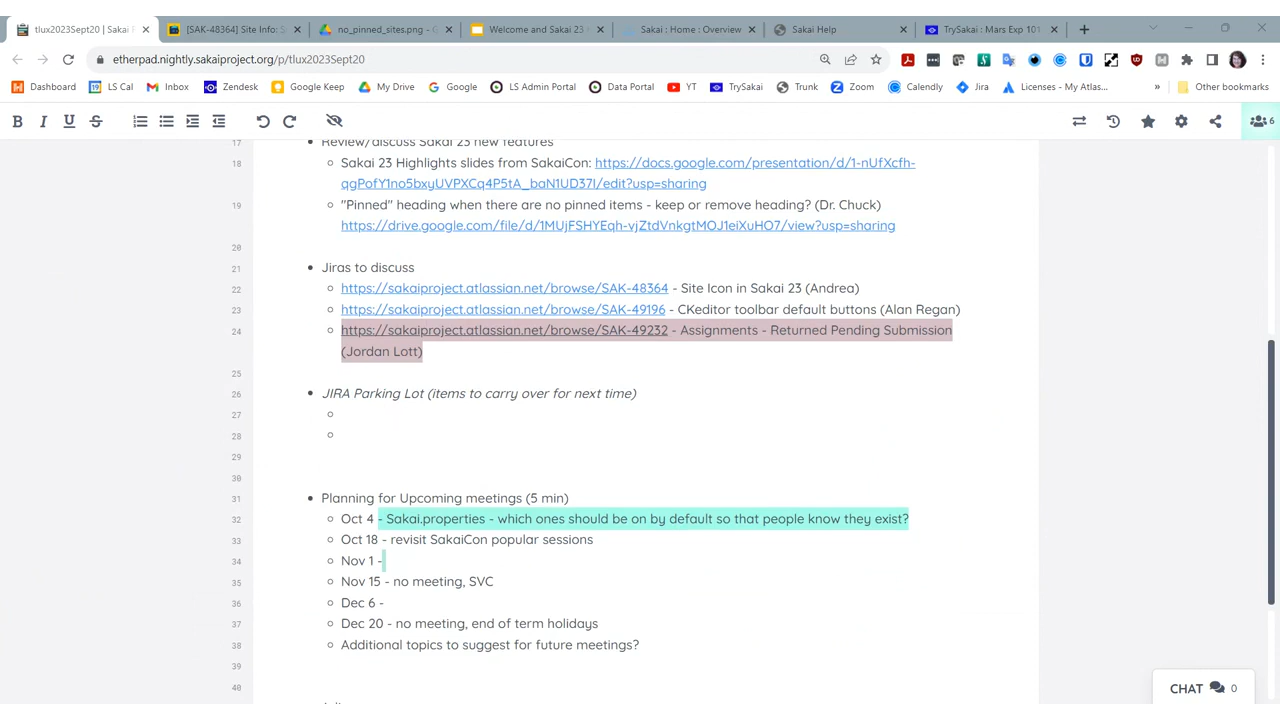 tlux2023Sept20 | Sakai
[SAK-48364] Site Info: S
no_pinned_sites.png - G
Welcome and Sakai 23
Sakai : Home : Overview
Sakai Help
TrySakai : Mars Exp 101
etherpad.nightly.sakaiproject.org/p/tlux2023Sept20
Dashboard LS Cal Inbox Zendesk Google Keep My Drive Google LS Admin Portal Data Portal YT TrySakai Trunk Zoom Calendly Jira Licenses - My Atlas... » Other bookmarks
B I U S 6
17 Review/discuss Sakai 23 new features
18 Sakai 23 Highlights slides from SakaiCon: https://docs.google.com/presentation/d/1-nUfXcfh-
qgPofY1no5bxyUVPXCq4P5tA_baN1UD37I/edit?usp=sharing
19 "Pinned" heading when there are no pinned items - keep or remove heading? (Dr. Chuck)
https://drive.google.com/file/d/1MUjFSHYEqh-vjZtdVnkgtMOJ1eiXuHO7/view?usp=sharing
20
21 Jiras to discuss
22 https://sakaiproject.atlassian.net/browse/SAK-48364 - Site Icon in Sakai 23 (Andrea)
23 https://sakaiproject.atlassian.net/browse/SAK-49196 - CKeditor toolbar default buttons (Alan Regan)
24 https://sakaiproject.atlassian.net/browse/SAK-49232 - Assignments - Returned Pending Submission
(Jordan Lott)
25
26 JIRA Parking Lot (items to carry over for next time)
27
28
29
30
31 Planning for Upcoming meetings (5 min)
32 Oct 4 - Sakai.properties - which ones should be on by default so that people know they exist?
33 Oct 18 - revisit SakaiCon popular sessions
34 Nov 1 -
35 Nov 15 - no meeting, SVC
36 Dec 6 -
37 Dec 20 - no meeting, end of term holidays
38 Additional topics to suggest for future meetings?
39
40
CHAT 0